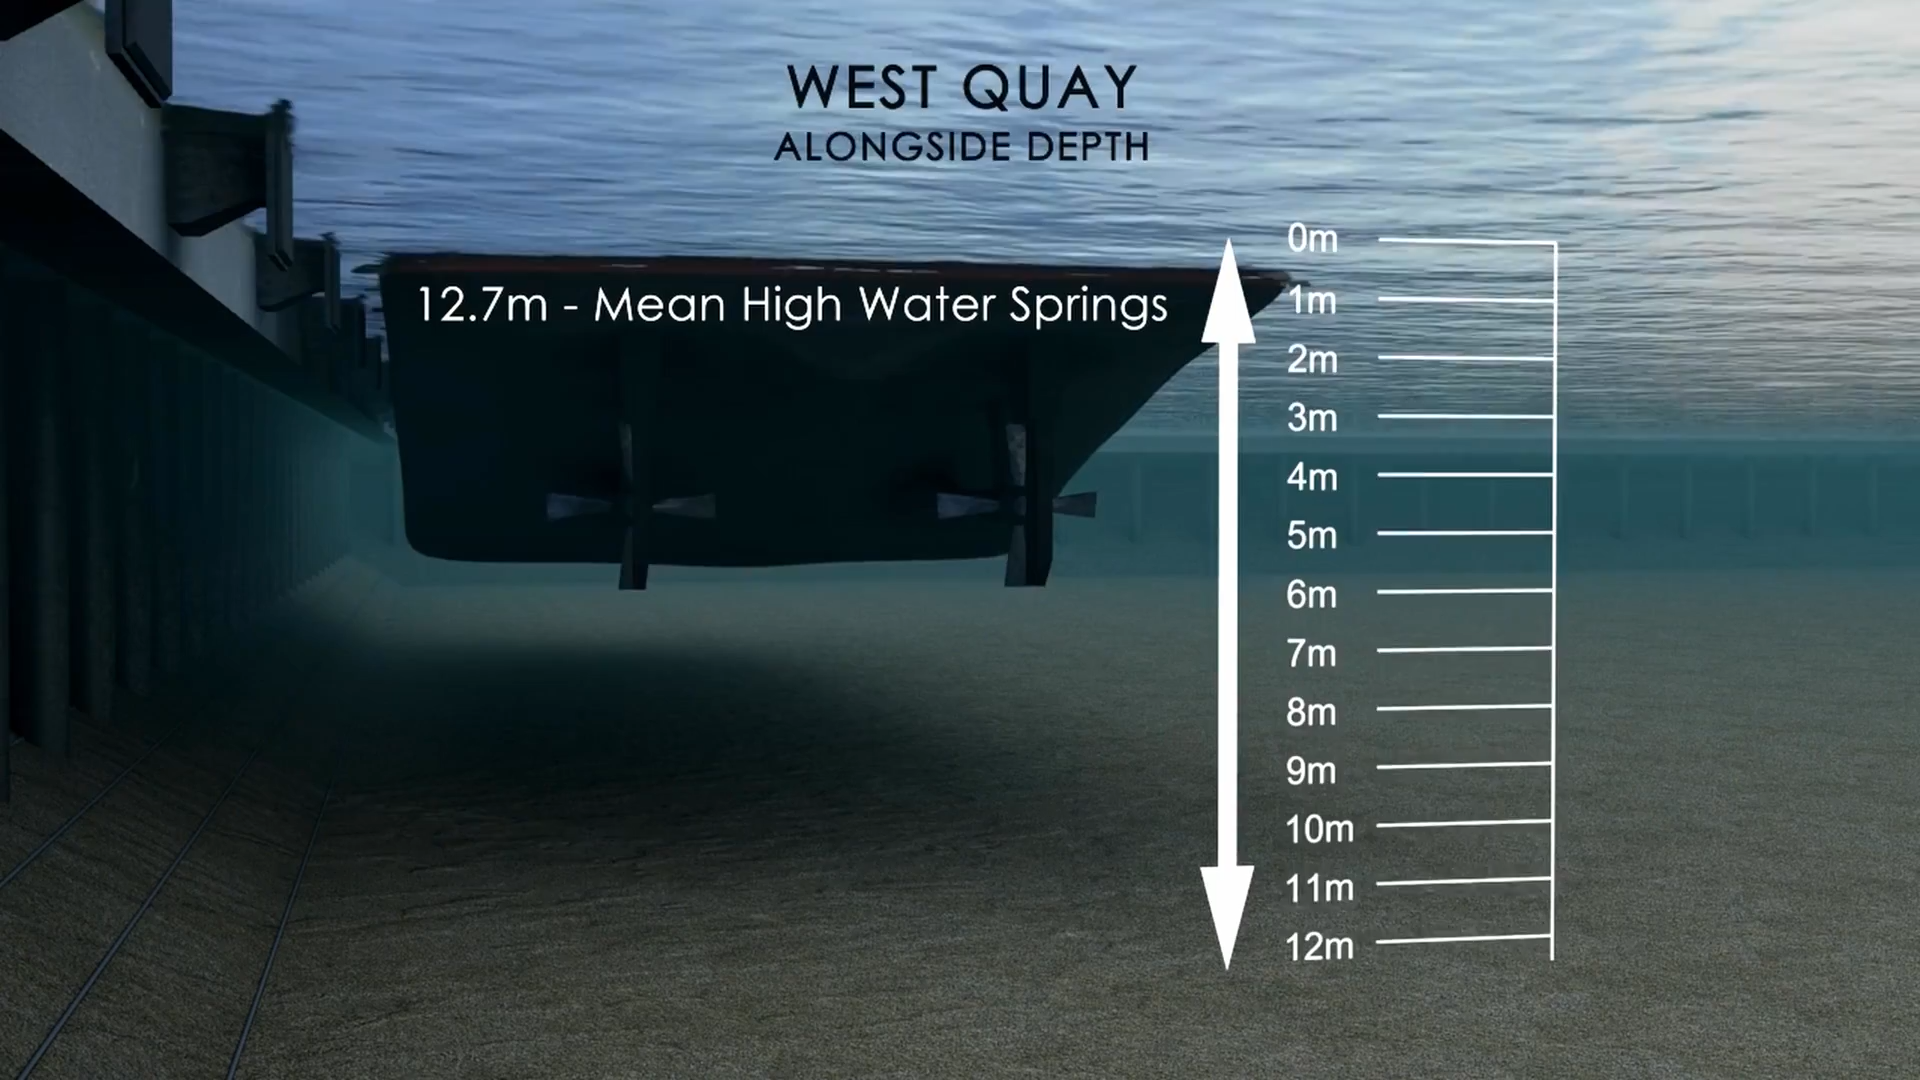 WEST QUAY
ALONGSIDE DEPTH
12.7m - Mean High Water Springs
0m
1m
2m
3m
4m
5m
6m
7m
8m
9m
10m
11m
12m